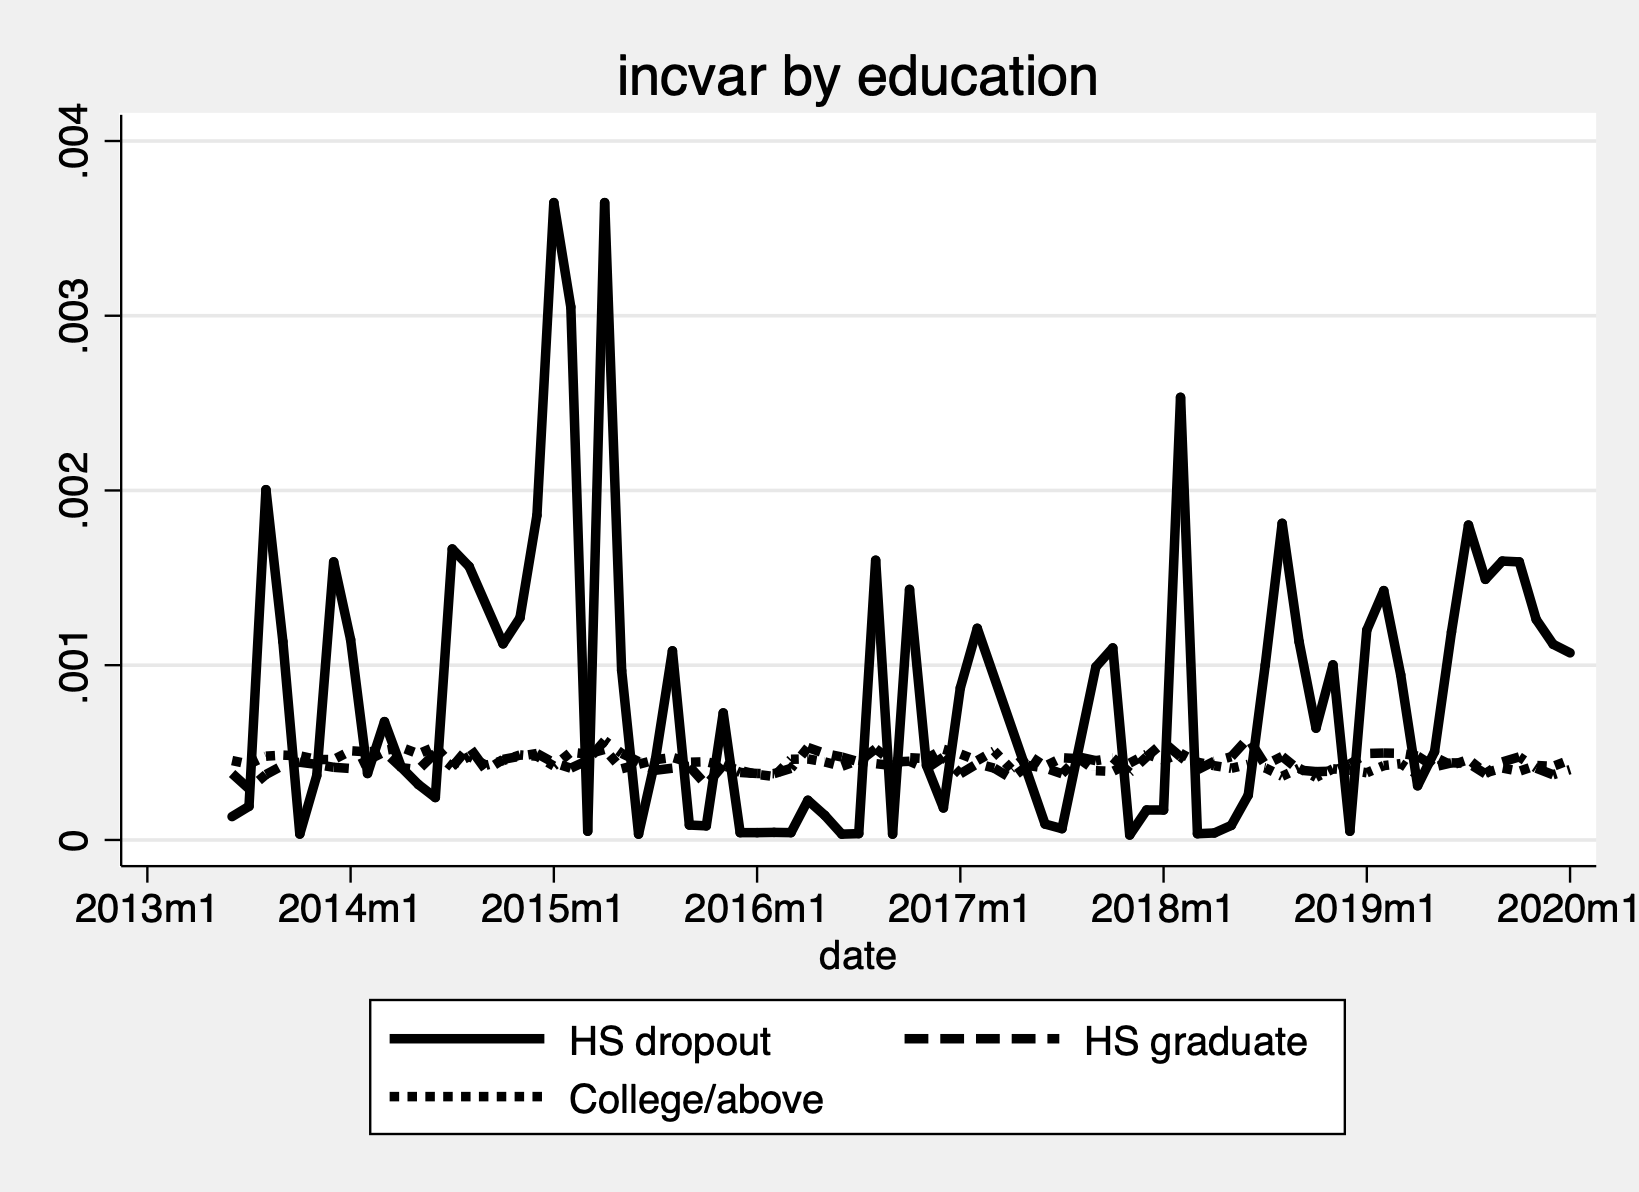 incvar by education
.004
.003
.002
.001
0
2013m1 2014m1 2015m1 2016m1 2017m1 2018m1 2019m1 2020m1
date
HS dropout HS graduate
College/above